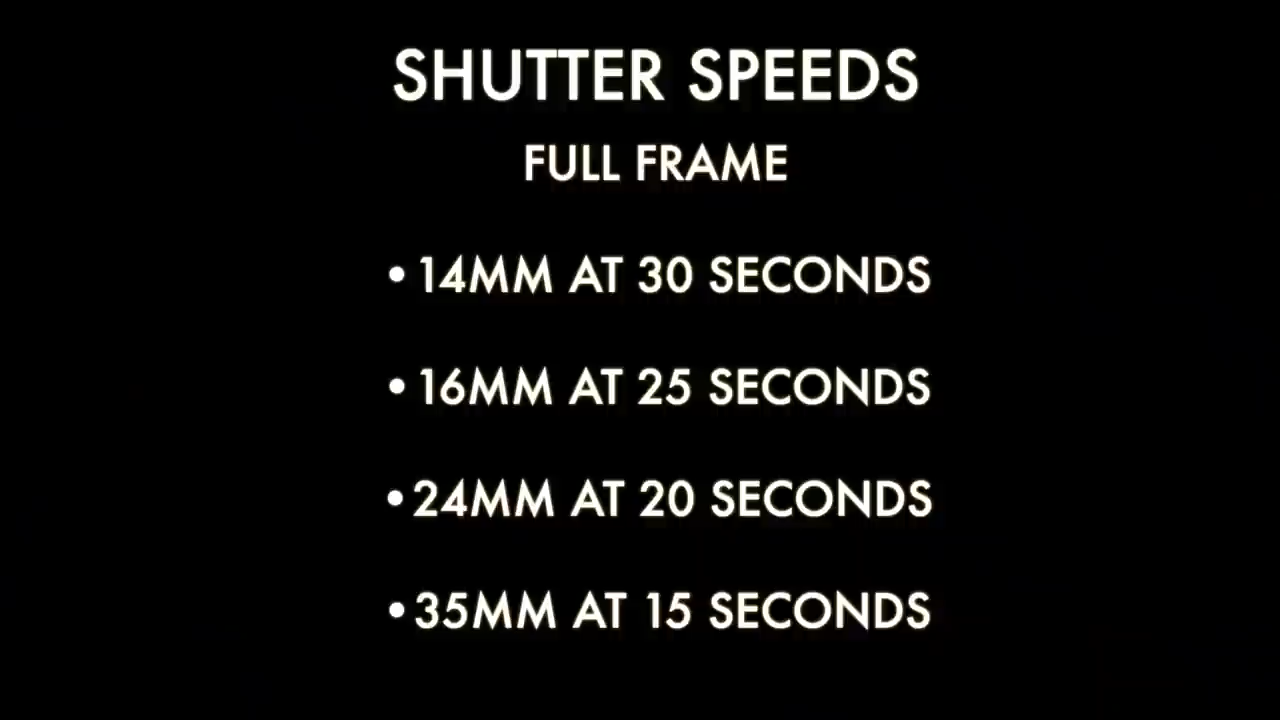 SHUTTER SPEEDS
FULL FRAME
• 14MM AT 30 SECONDS
• 16MM AT 25 SECONDS
• 24MM AT 20 SECONDS
• 35MM AT 15 SECONDS